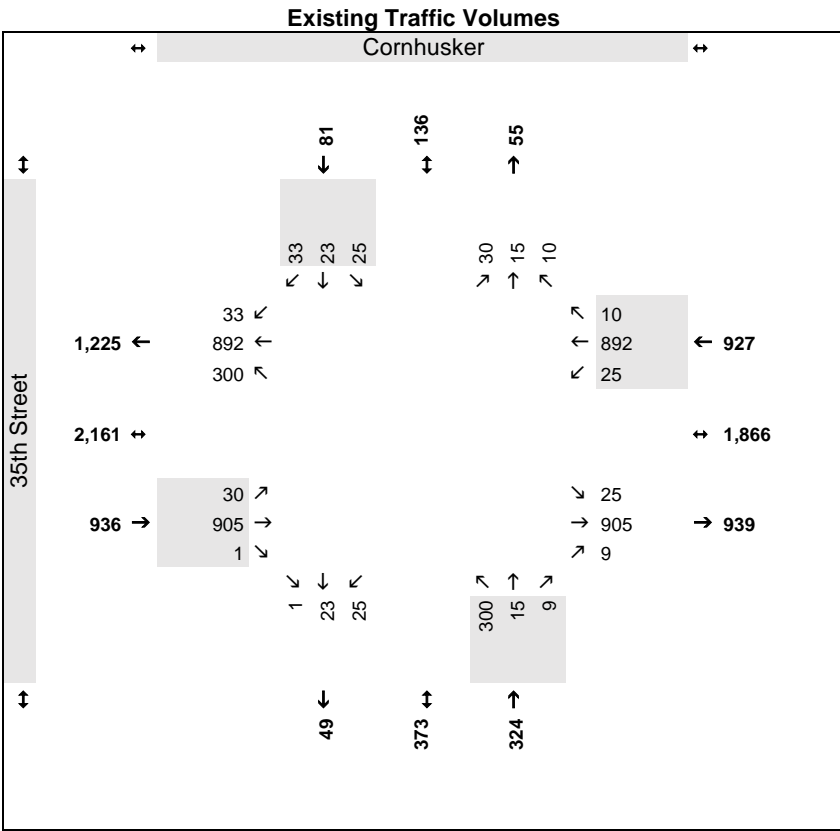 Existing Traffic Volumes
↔ Cornhusker ↔
81 136 55
↓ ↕ ↑
↕
33 23 25 30 15 10
↙ ↓ ↘ ↗ ↑ ↖
33 ↙ ↖ 10
1,225 ← 892 ← ← 892 ← 927
300 ↖ ↙ 25
35th Street
2,161 ↔ ↔ 1,866
30 ↗ ↘ 25
936 → 905 → → 905 → 939
1 ↘ ↗ 9
↘ ↓ ↙ ↖ ↑ ↗
1 23 25 300 15 9
↕ ↓ ↕ ↑
49 373 324